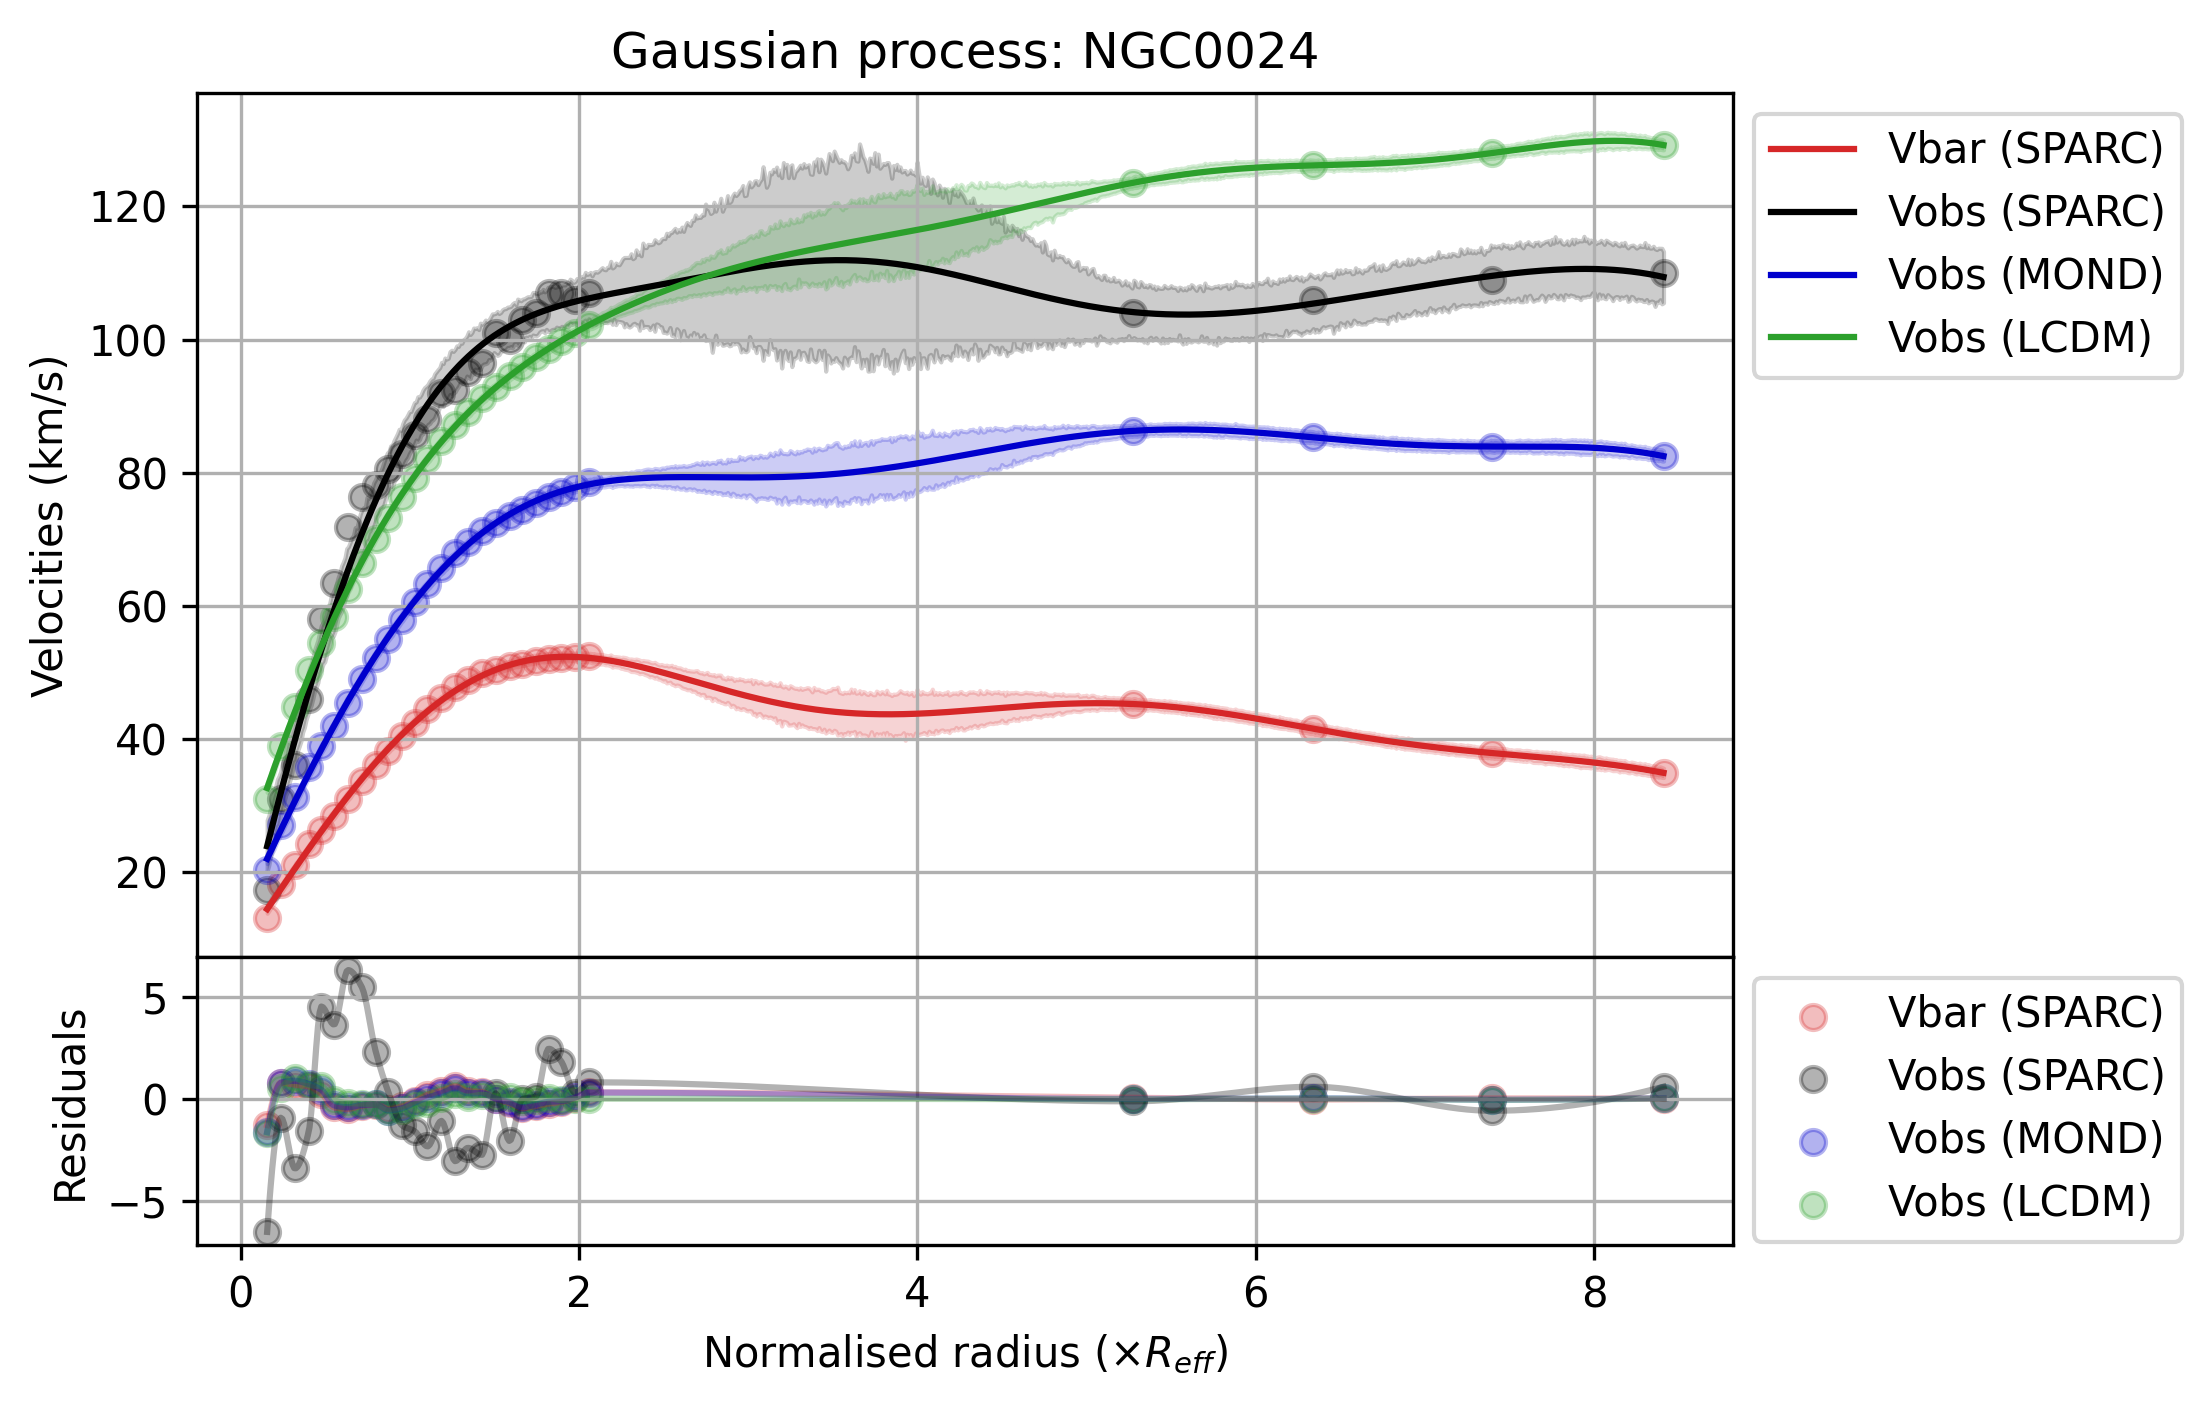 Gaussian process: NGC0024
Velocities (km/s)
120
100
80
60
40
20
Vbar (SPARC)
Vobs (SPARC)
Vobs (MOND)
Vobs (LCDM)
Residuals
5
0
−5
Vbar (SPARC)
Vobs (SPARC)
Vobs (MOND)
Vobs (LCDM)
0 2 4 6 8
Normalised radius (×R_eff)